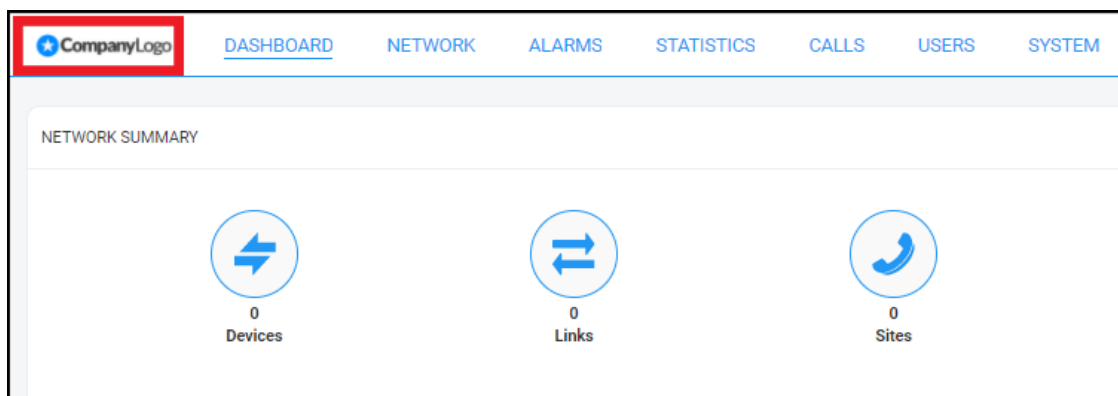 CompanyLogo DASHBOARD NETWORK ALARMS STATISTICS CALLS USERS SYSTEM
NETWORK SUMMARY
0 0 0
Devices Links Sites